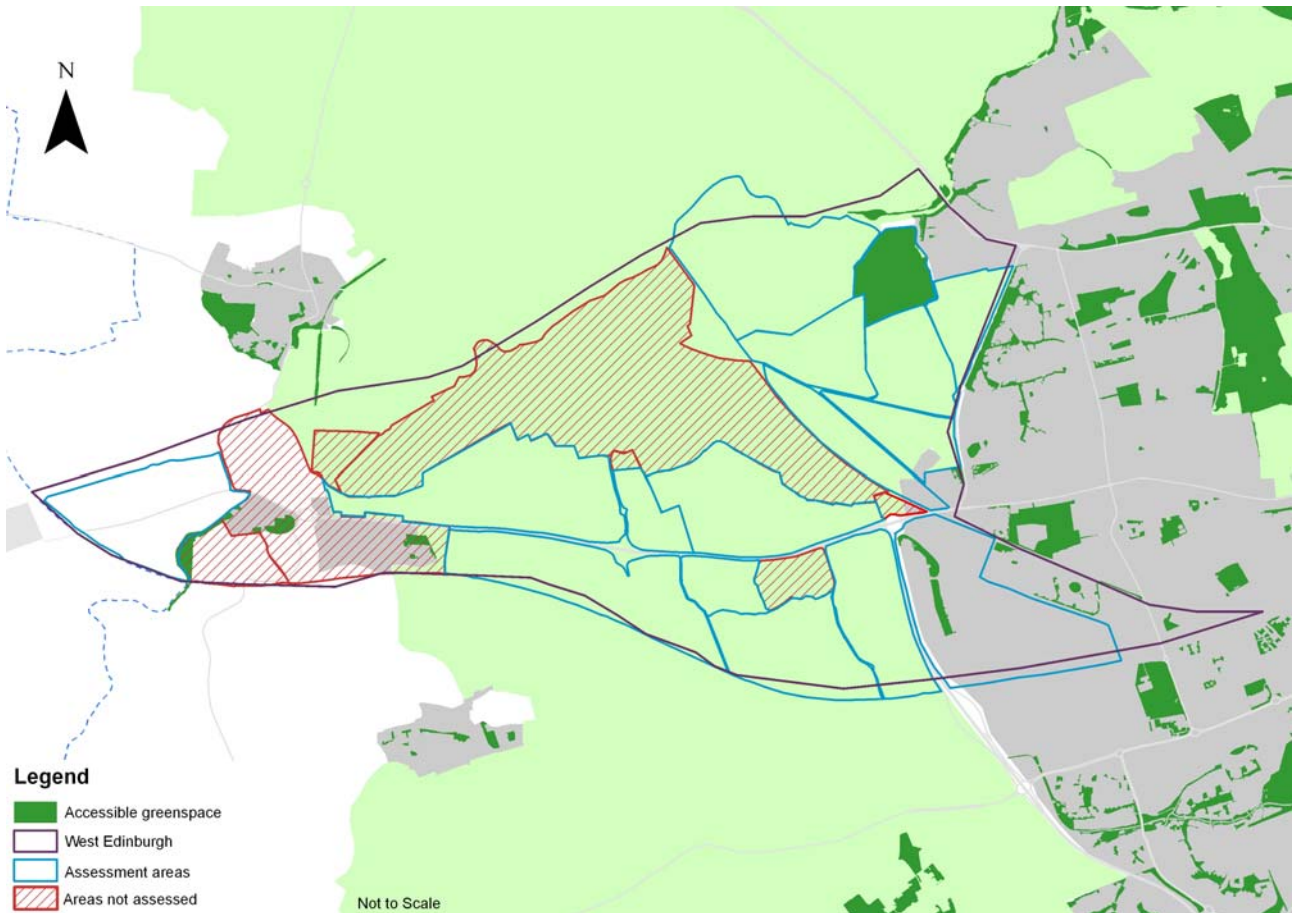 N
Legend
Accessible greenspace
West Edinburgh
Assessment areas
Areas not assessed
Not to Scale